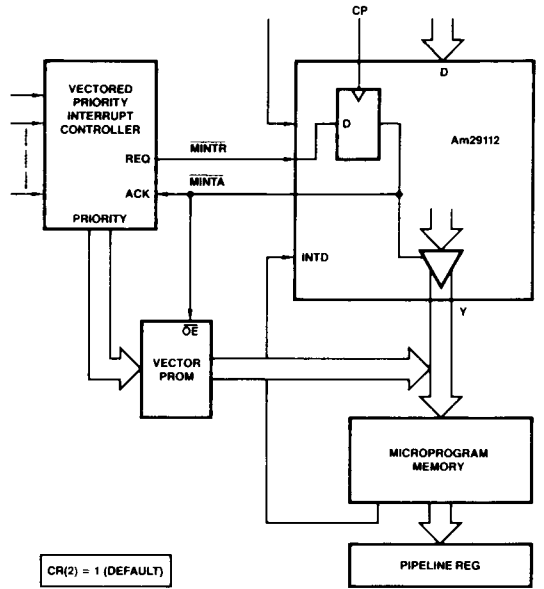 CP
D
VECTORED
PRIORITY
INTERRUPT
CONTROLLER
D
Am29112
REQ
MINTR
ACK
MINTA
PRIORITY
INTD
Y
OE
VECTOR
PROM
MICROPROGRAM
MEMORY
CR(2) = 1 (DEFAULT)
PIPELINE REG